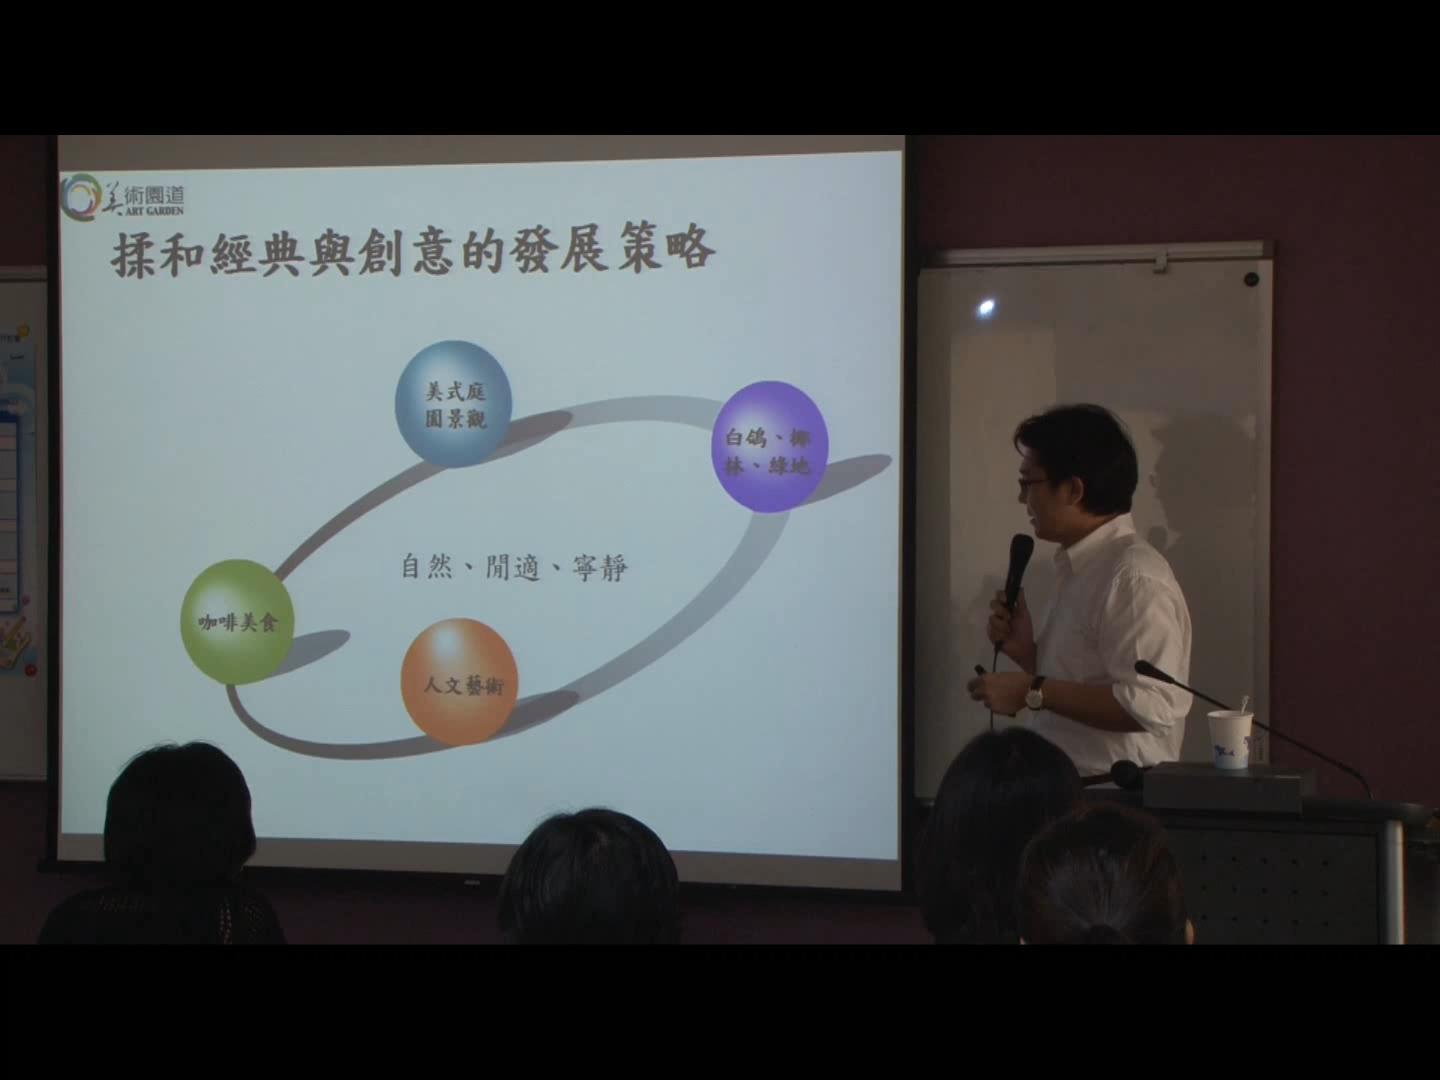 美術園道
ART GARDEN
揉和經典與創意的發展策略
美式庭
園景觀
白鴿、椰
林、綠地
自然、閒適、寧靜
咖啡美食
人文藝術